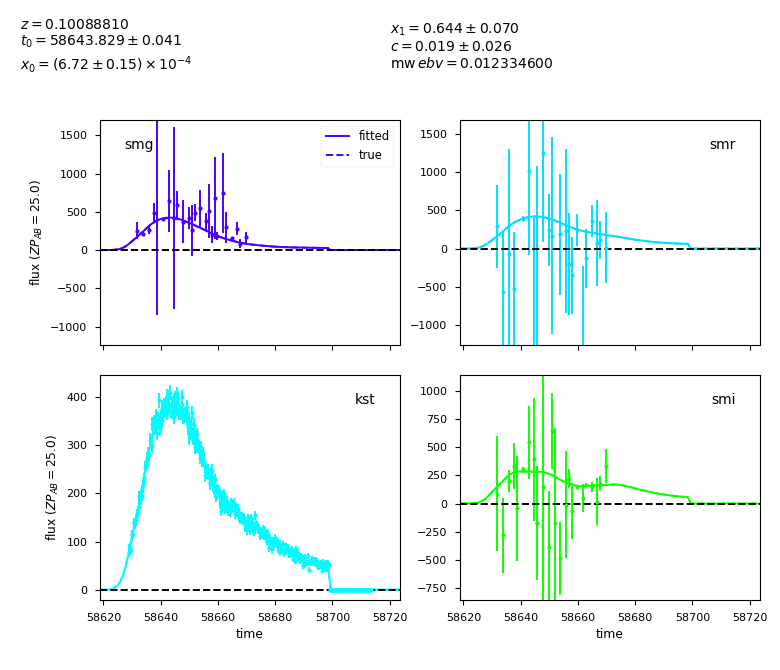 z = 0.10088810
t₀ = 58643.829 ± 0.041
x₀ = (6.72 ± 0.15) × 10⁻⁴
x₁ = 0.644 ± 0.070
c = 0.019 ± 0.026
mwebv = 0.012334600
smg
fitted
true
1500
1000
500
0
−500
−1000
flux (ZP_AB = 25.0)
smr
1500
1000
500
0
−500
−1000
kst
400
300
200
100
0
flux (ZP_AB = 25.0)
58620 58640 58660 58680 58700 58720
time
smi
1000
750
500
250
0
−250
−500
−750
58620 58640 58660 58680 58700 58720
time